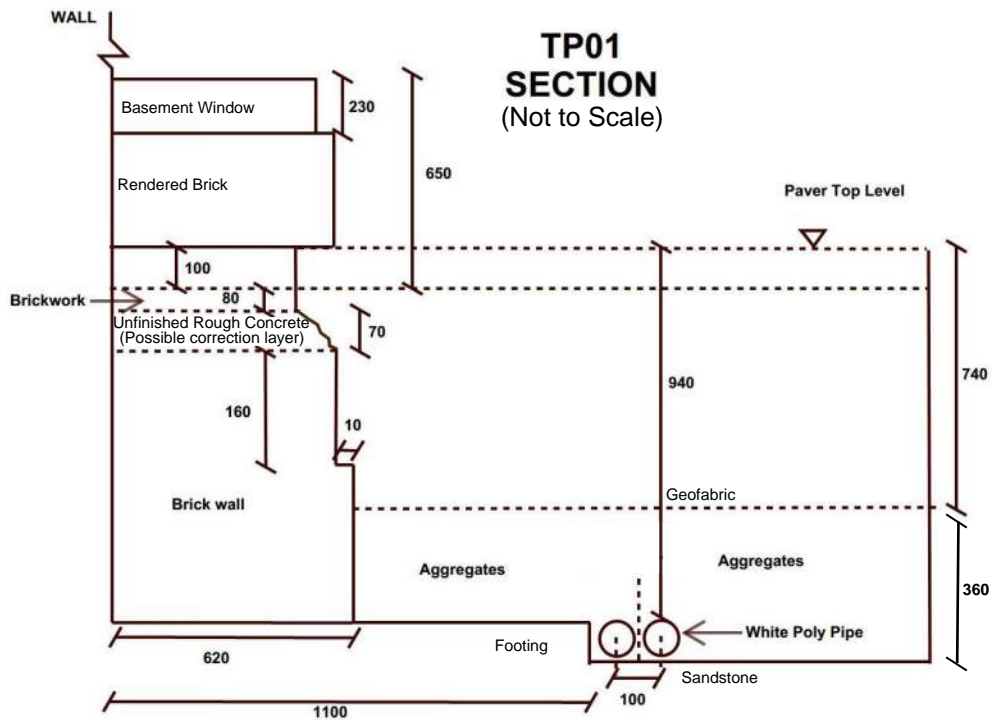 WALL
TP01
SECTION
(Not to Scale)
Basement Window
230
650
Rendered Brick
Paver Top Level
100
Brickwork
80
Unfinished Rough Concrete
(Possible correction layer)
70
940
740
160
10
Brick wall
Geofabric
Aggregates
Aggregates
360
Footing
White Poly Pipe
620
Sandstone
100
1100